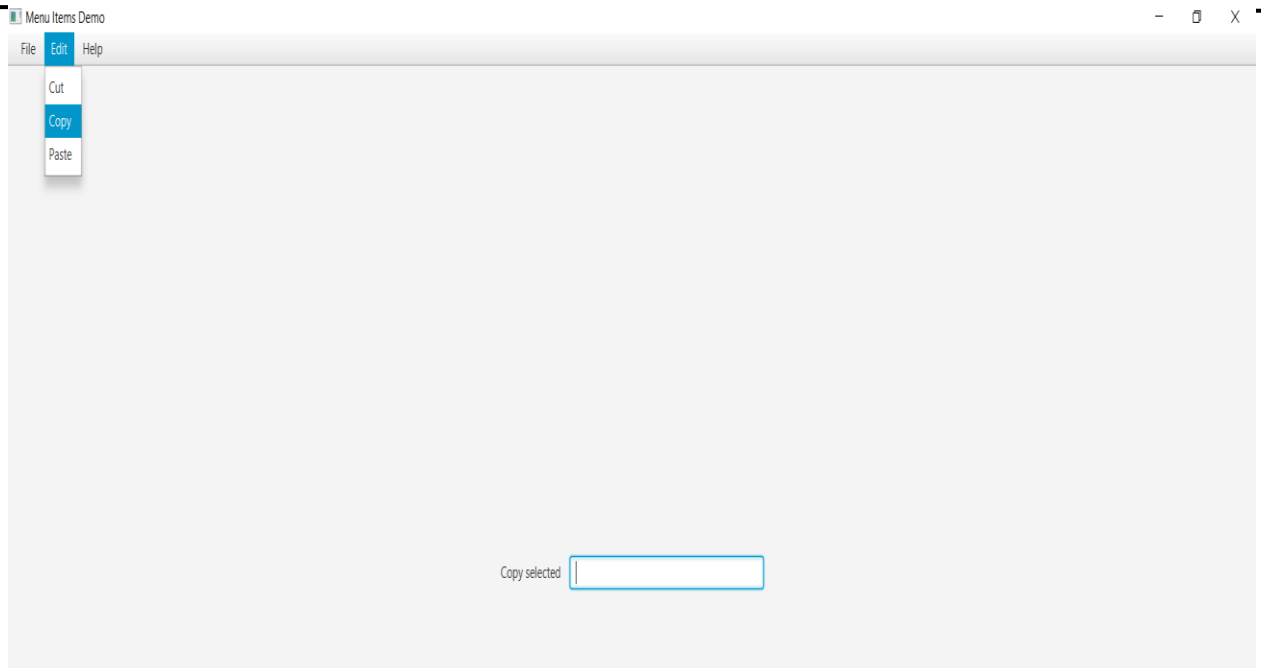 Menu Items Demo
File Edit Help
Cut
Copy
Paste
Copy selected